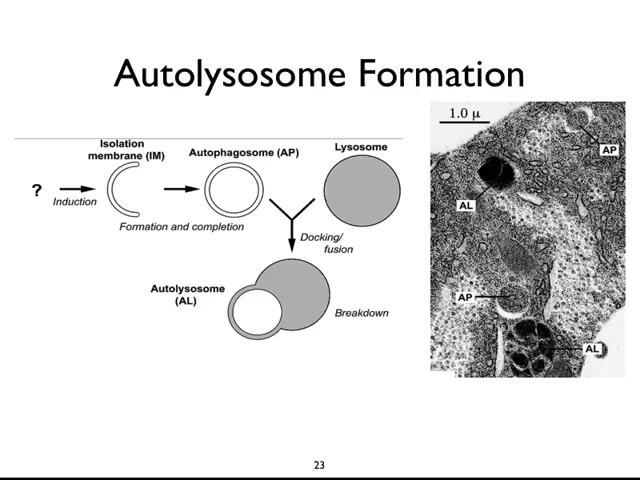 Autolysosome Formation
Isolation
membrane (IM)
Autophagosome (AP)
Lysosome
?
Induction
Formation and completion
Docking/
fusion
Autolysosome
(AL)
Breakdown
1.0 µ
AP
AL
AP
AL
23